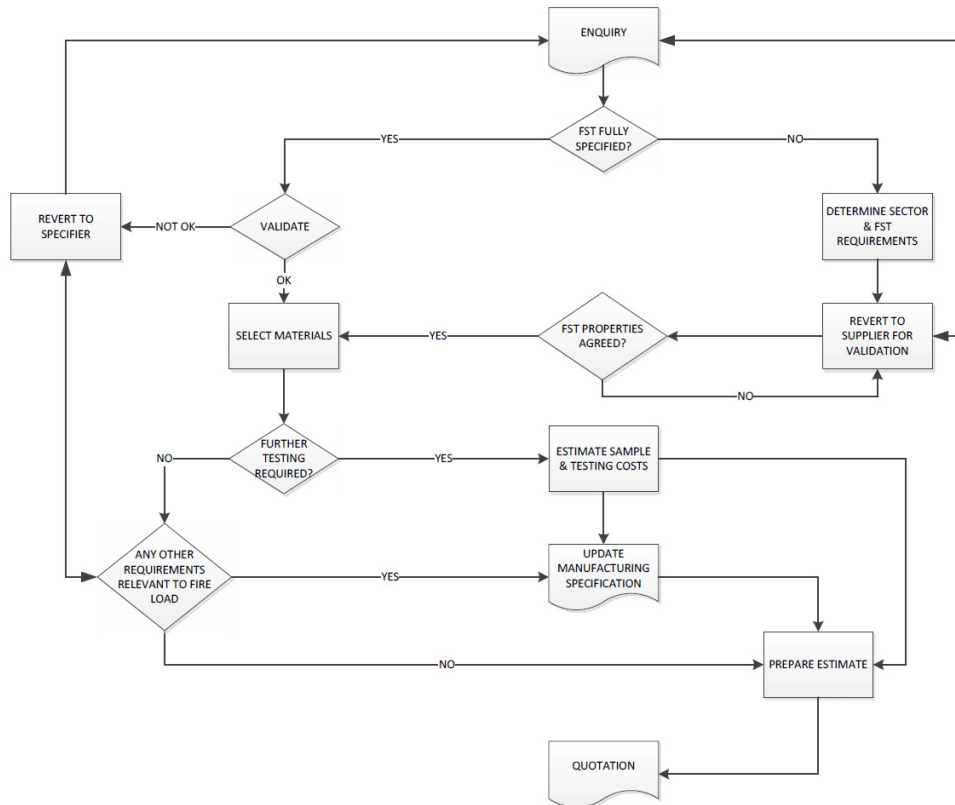 ENQUIRY
FST FULLY
SPECIFIED?
YES
NO
REVERT TO
SPECIFIER
NOT OK
VALIDATE
DETERMINE SECTOR
& FST
REQUIREMENTS
OK
SELECT MATERIALS
YES
FST PROPERTIES
AGREED?
REVERT TO
SUPPLIER FOR
VALIDATION
NO
FURTHER
TESTING
REQUIRED?
NO
YES
ESTIMATE SAMPLE
& TESTING COSTS
ANY OTHER
REQUIREMENTS
RELEVANT TO FIRE
LOAD
YES
UPDATE
MANUFACTURING
SPECIFICATION
NO
PREPARE ESTIMATE
QUOTATION